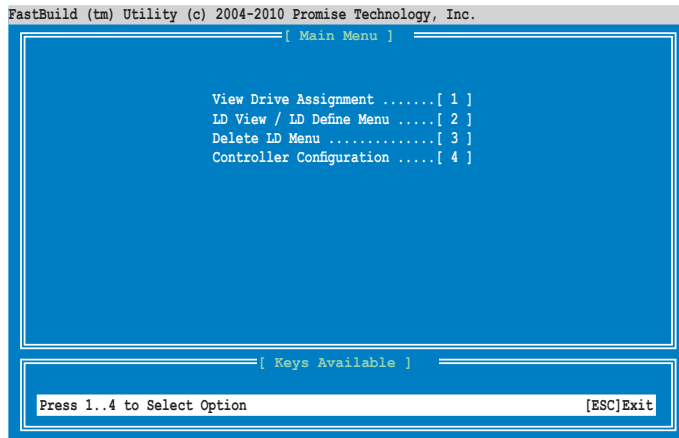 FastBuild (tm) Utility (c) 2004-2010 Promise Technology, Inc.
[ Main Menu ]
View Drive Assignment .......[ 1 ]
LD View / LD Define Menu .....[ 2 ]
Delete LD Menu ..............[ 3 ]
Controller Configuration .....[ 4 ]
[ Keys Available ]
Press 1..4 to Select Option [ESC]Exit